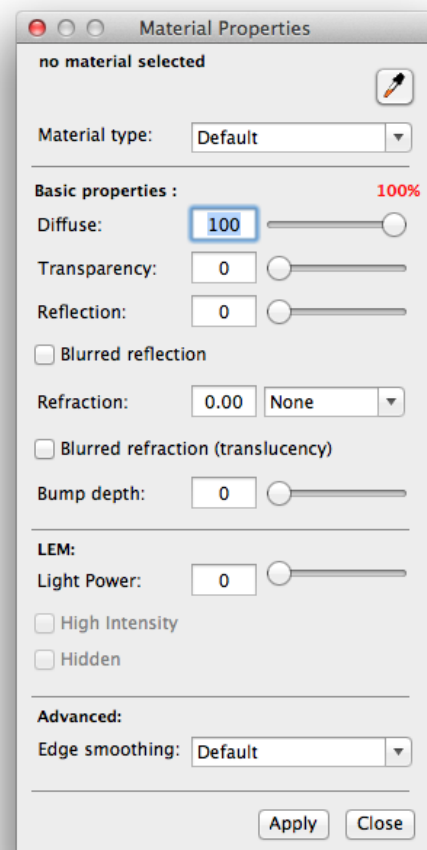 Material Properties
no material selected
Material type: Default
Basic properties : 100%
Diffuse: 100
Transparency: 0
Reflection: 0
Blurred reflection
Refraction: 0.00 None
Blurred refraction (translucency)
Bump depth: 0
LEM:
Light Power: 0
High Intensity
Hidden
Advanced:
Edge smoothing: Default
Apply Close